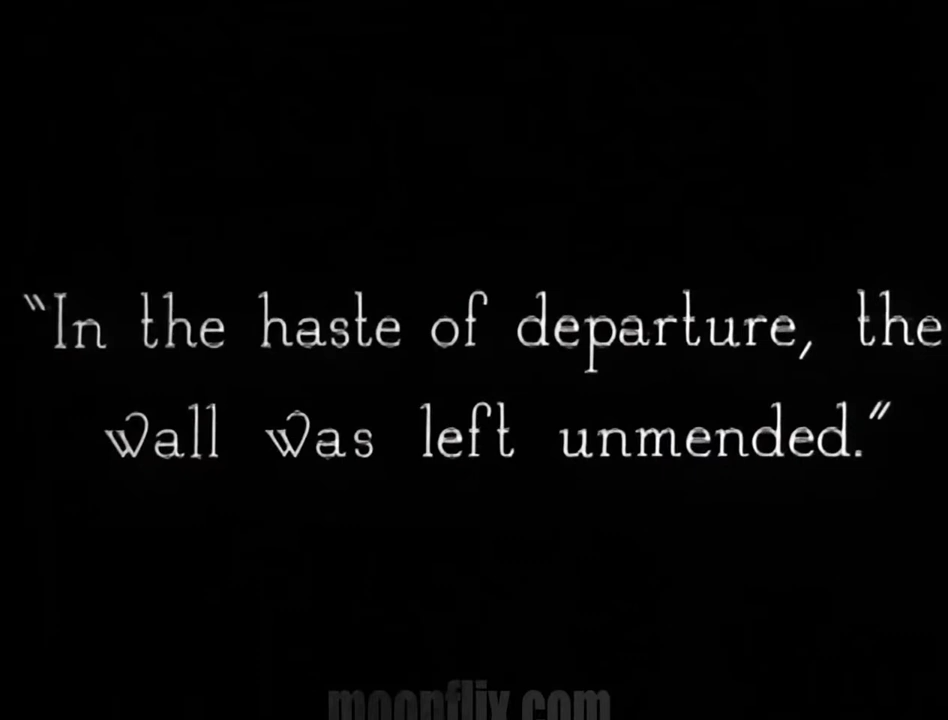 “In the haste of departure, the
wall was left unmended.”
moonflix.com